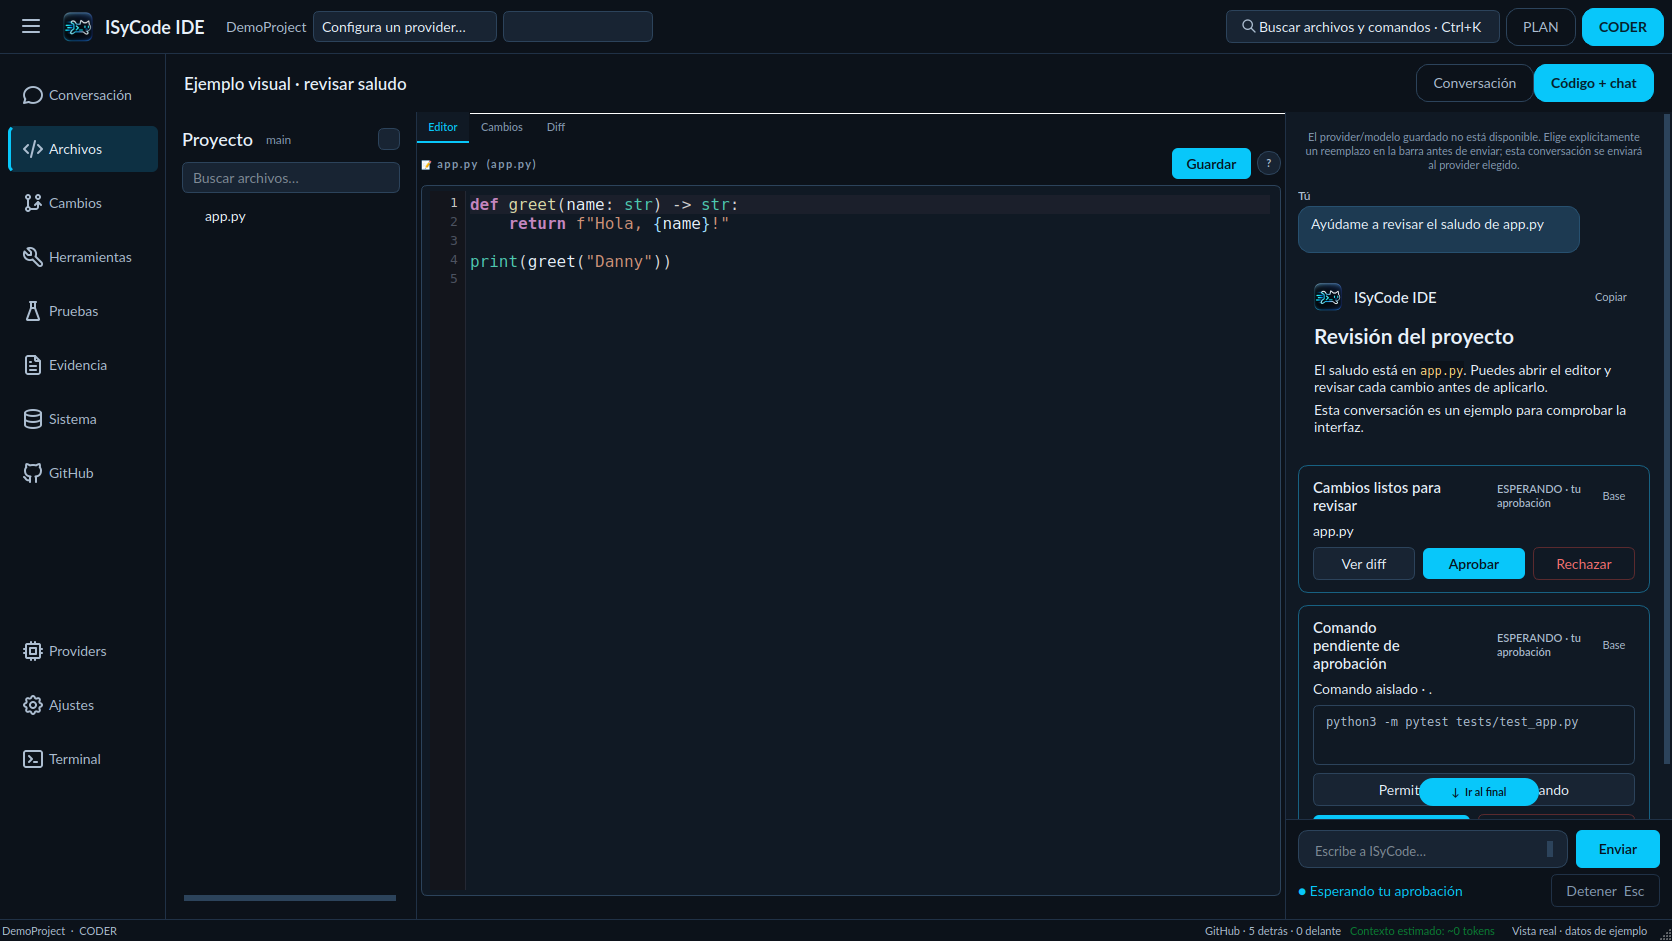 ISyCode IDE
DemoProject
Configura un provider...
Buscar archivos y comandos · Ctrl+K
PLAN
CODER
Conversación
Archivos
Cambios
Herramientas
Pruebas
Evidencia
Sistema
GitHub
Providers
Ajustes
Terminal
Ejemplo visual · revisar saludo
Conversación
Código + chat
Proyecto main
Buscar archivos...
app.py
Editor
Cambios
Diff
app.py (app.py)
Guardar
?
1 def greet(name: str) -> str:
2 return f"Hola, {name}!"
3
4 print(greet("Danny"))
5
El provider/modelo guardado no está disponible. Elige explícitamente
un reemplazo en la barra antes de enviar; esta conversación se enviará
al provider elegido.
Tú
Ayúdame a revisar el saludo de app.py
ISyCode IDE
Copiar
Revisión del proyecto
El saludo está en app.py. Puedes abrir el editor y
revisar cada cambio antes de aplicarlo.
Esta conversación es un ejemplo para comprobar la
interfaz.
Cambios listos para
revisar
ESPERANDO · tu
aprobación
Base
app.py
Ver diff
Aprobar
Rechazar
Comando
pendiente de
aprobación
ESPERANDO · tu
aprobación
Base
Comando aislado · .
python3 -m pytest tests/test_app.py
Permit
↓ Ir al final
ando
Escribe a ISyCode...
Enviar
Esperando tu aprobación
Detener Esc
DemoProject · CODER
GitHub · 5 detrás · 0 delante
Contexto estimado: ~0 tokens
Vista real · datos de ejemplo